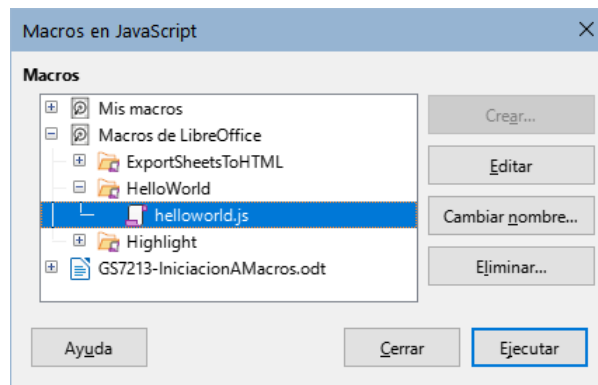 Macros en JavaScript
Macros
Mis macros
Macros de LibreOffice
ExportSheetsToHTML
HelloWorld
helloworld.js
Highlight
GS7213-IniciacionAMacros.odt
Crear...
Editar
Cambiar nombre...
Eliminar...
Ayuda
Cerrar
Ejecutar